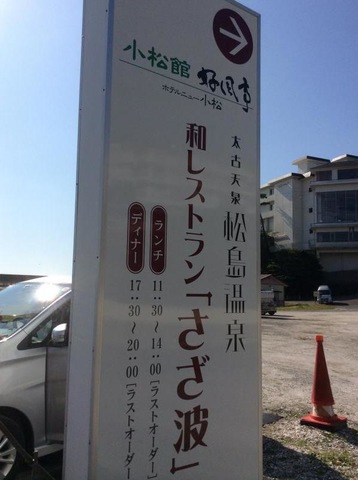 小松館 好風亭
ホテルニュー小松
太古天泉
松島温泉
和レストラン「さざ波」
ランチ 11:30〜14:00[ラストオーダー]
ディナー 17:30〜20:00[ラストオーダー